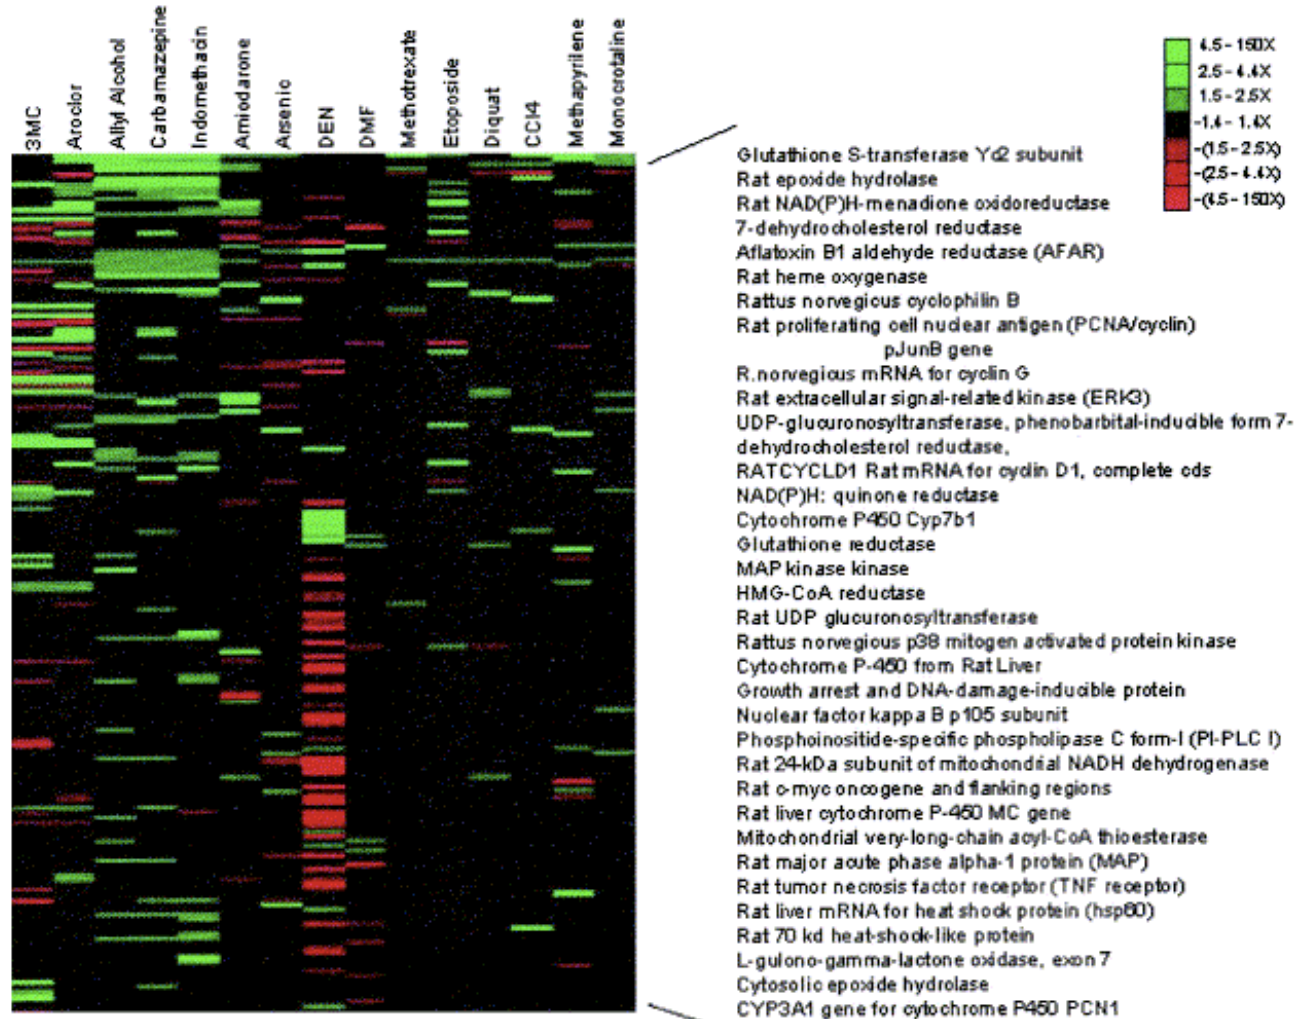 3MC
Aroclor
Allyl Alcohol
Carbamazepine
Indomethacin
Amiodarone
Arsenic
DEN
DMF
Methotrexate
Etoposide
Diquat
CCl4
Methapyrilene
Monocrotaline
4.5 - 150X
2.5 - 4.4X
1.5 - 2.5X
-1.4 - 1.4X
-(1.5 - 2.5X)
-(2.5 - 4.4X)
-(4.5 - 150X)
Glutathione S-transferase Yc2 subunit
Rat epoxide hydrolase
Rat NAD(P)H-menadione oxidoreductase
7-dehydrocholesterol reductase
Aflatoxin B1 aldehyde reductase (AFAR)
Rat heme oxygenase
Rattus norvegicus cyclophilin B
Rat proliferating cell nuclear antigen (PCNA/cyclin)
pJunB gene
R.norvegicus mRNA for cyclin G
Rat extracellular signal-related kinase (ERK3)
UDP-glucuronosyltransferase, phenobarbital-inducible form 7-
dehydrocholesterol reductase,
RATCYCLD1 Rat mRNA for cyclin D1, complete cds
NAD(P)H: quinone reductase
Cytochrome P450 Cyp7b1
Glutathione reductase
MAP kinase kinase
HMG-CoA reductase
Rat UDP glucuronosyltransferase
Rattus norvegicus p38 mitogen activated protein kinase
Cytochrome P-450 from Rat Liver
Growth arrest and DNA-damage-inducible protein
Nuclear factor kappa B p105 subunit
Phosphoinositide-specific phospholipase C form-I (PI-PLC I)
Rat 24-kDa subunit of mitochondrial NADH dehydrogenase
Rat c-myc oncogene and flanking regions
Rat liver cytochrome P-450 MC gene
Mitochondrial very-long-chain acyl-CoA thioesterase
Rat major acute phase alpha-1 protein (MAP)
Rat tumor necrosis factor receptor (TNF receptor)
Rat liver mRNA for heat shock protein (hsp60)
Rat 70 kd heat-shock-like protein
L-gulono-gamma-lactone oxidase, exon 7
Cytosolic epoxide hydrolase
CYP3A1 gene for cytochrome P450 PCN1